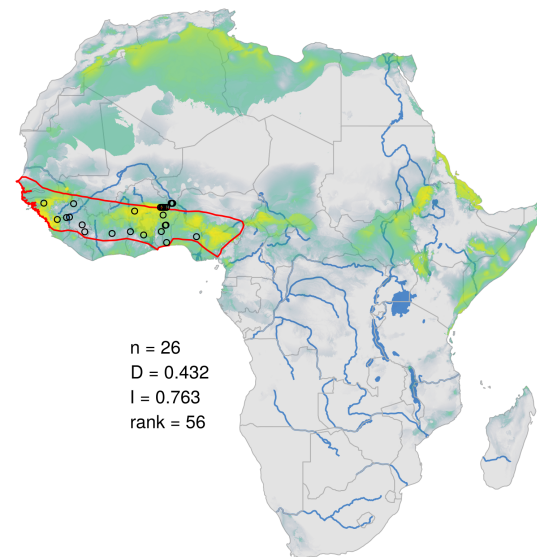 n = 26
D = 0.432
I = 0.763
rank = 56